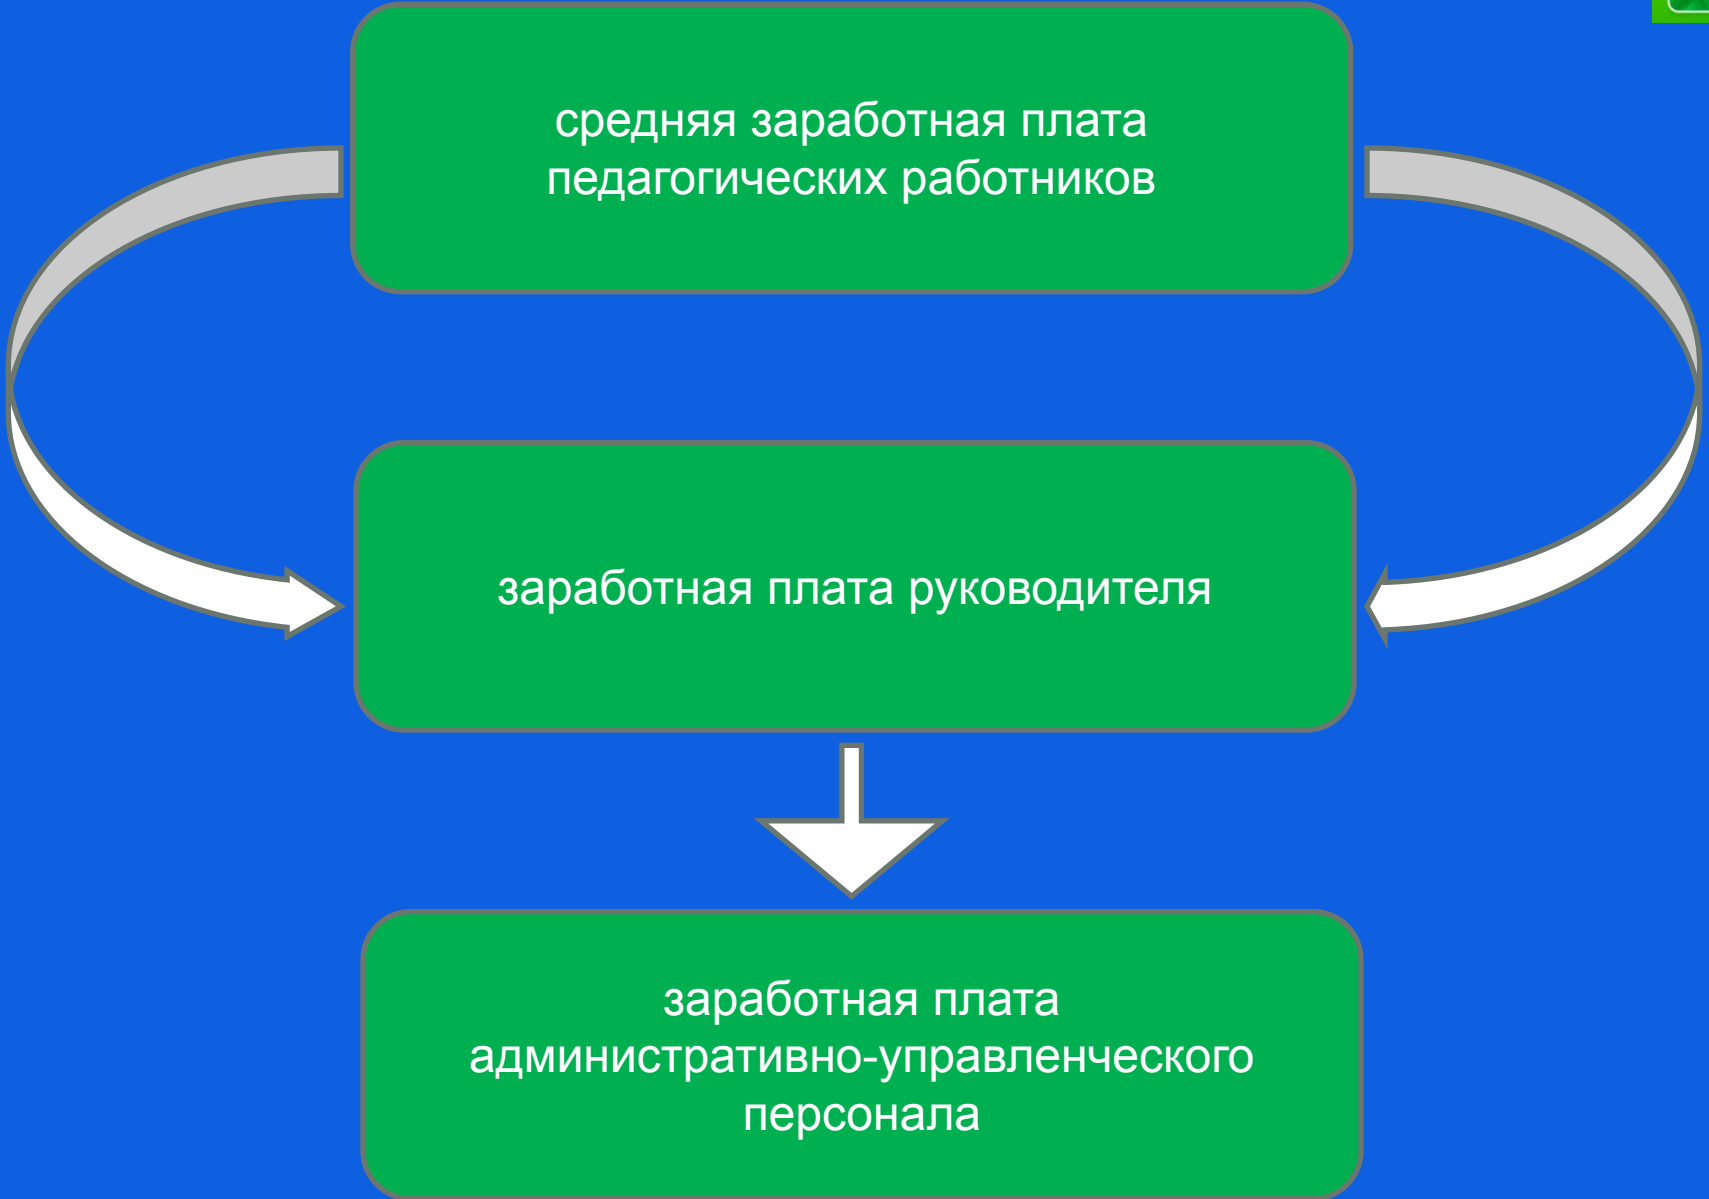 средняя заработная плата
педагогических работников
заработная плата руководителя
заработная плата
административно-управленческого
персонала